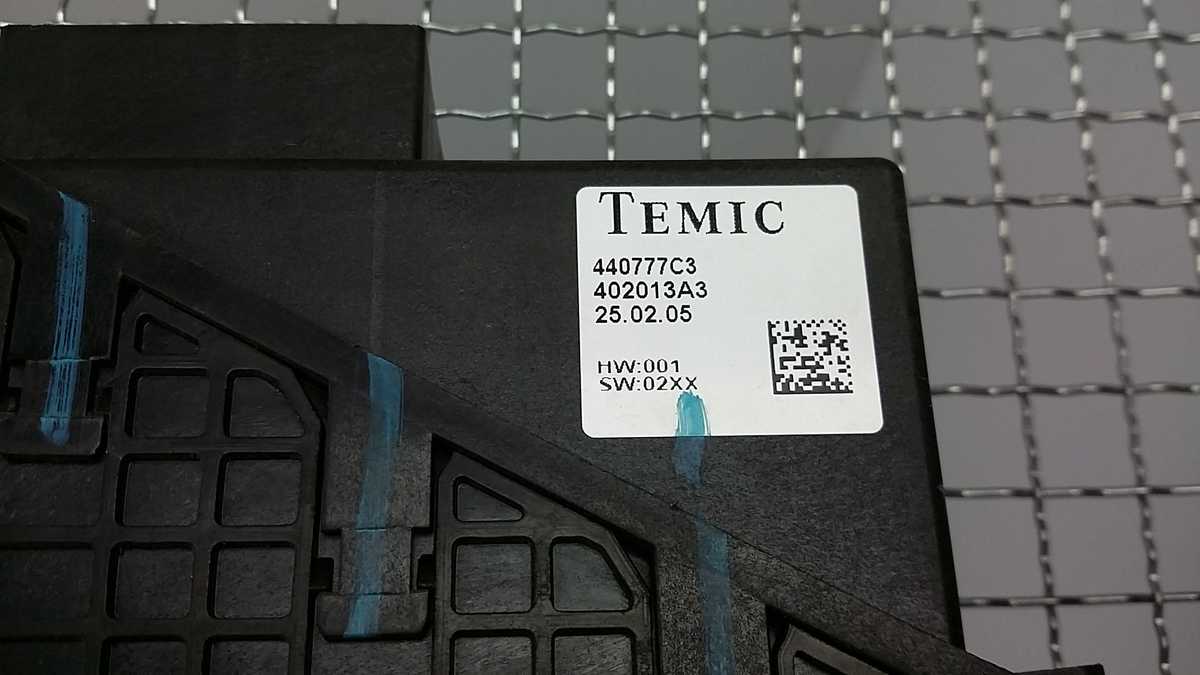 TEMIC
440777C3
402013A3
25.02.05
HW:001
SW:02XX